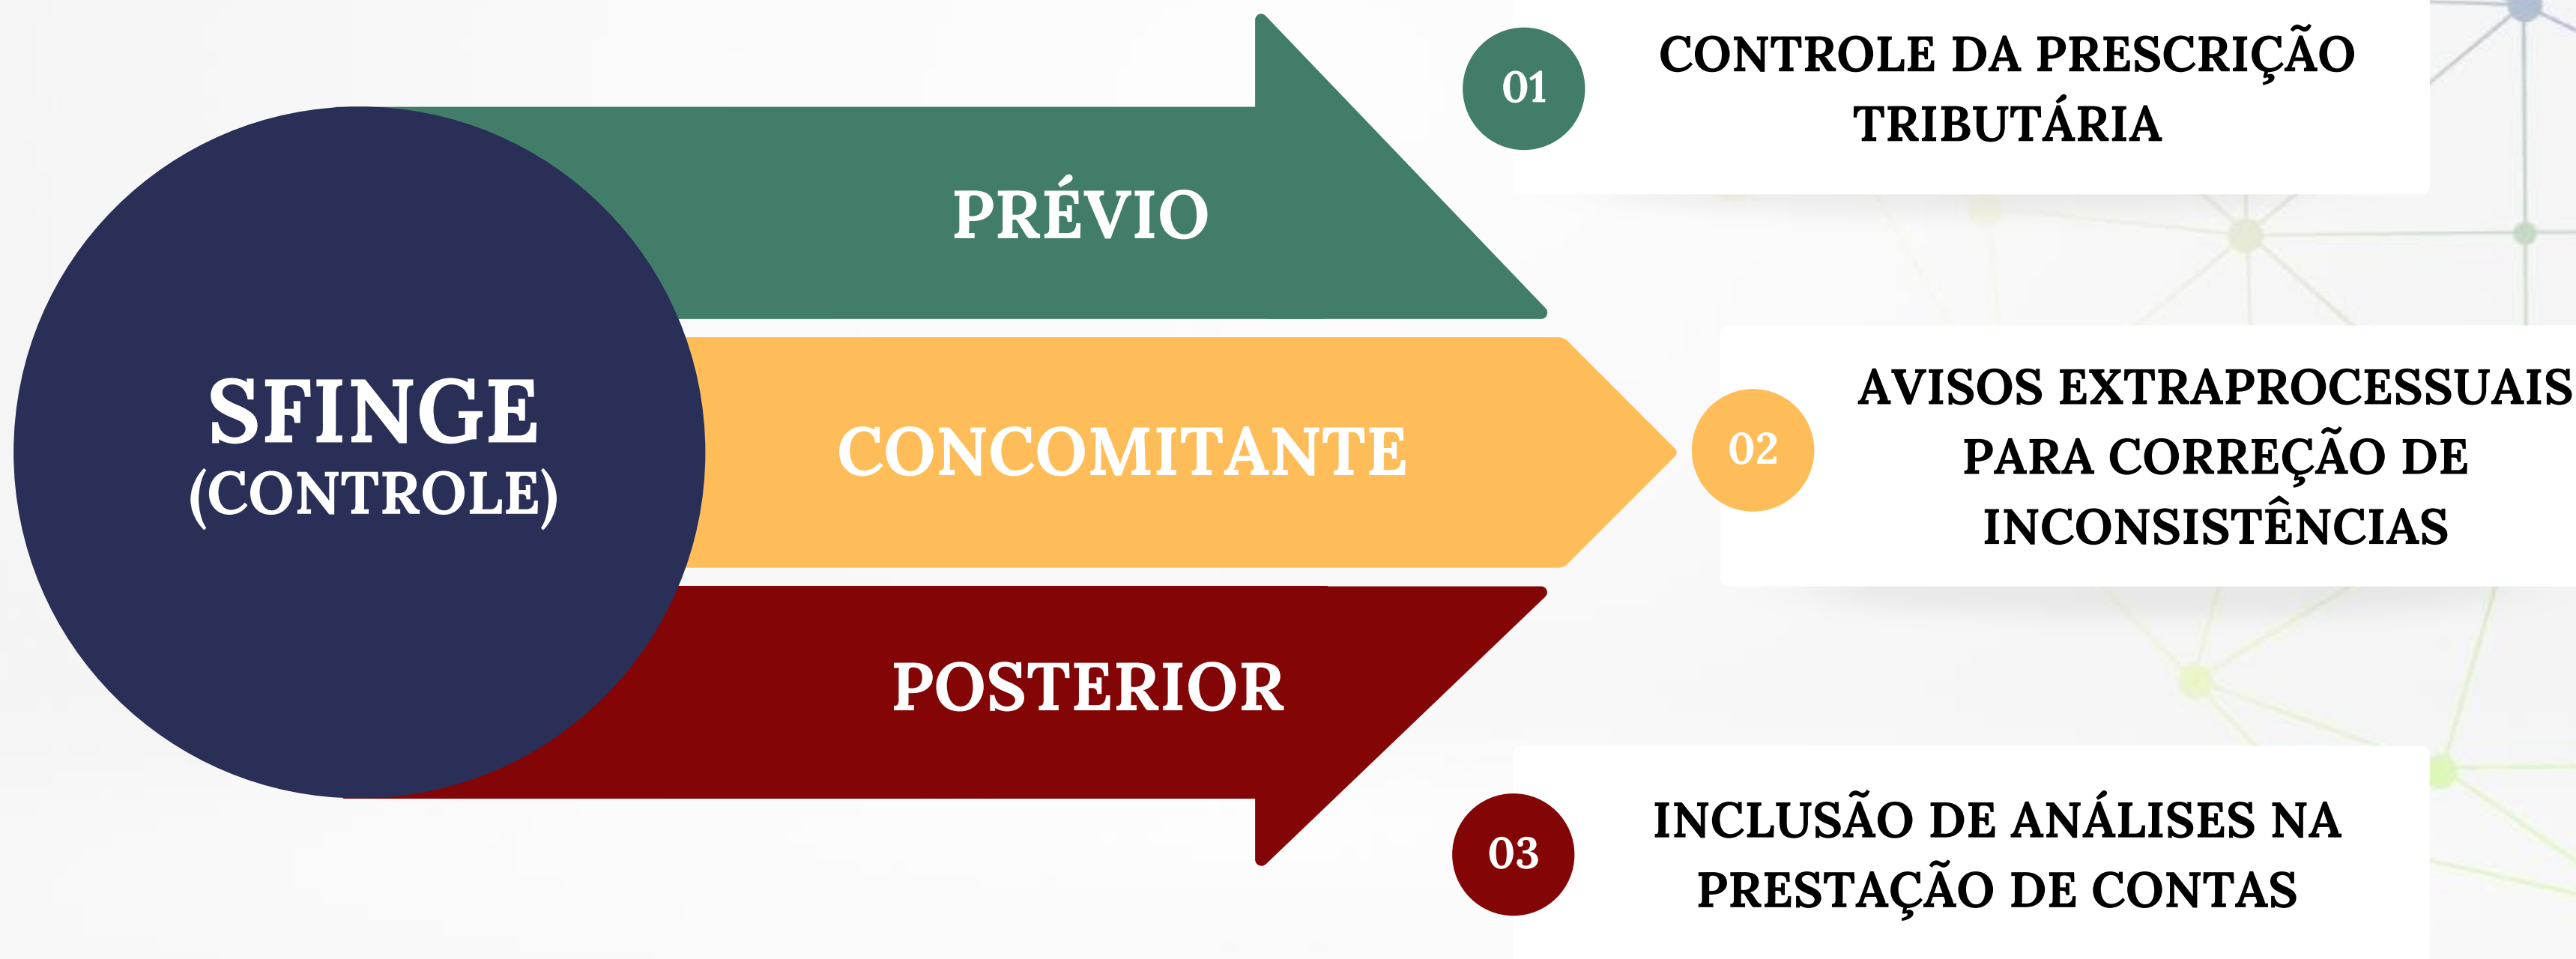 SFINGE
(CONTROLE)
PRÉVIO
CONCOMITANTE
POSTERIOR
01
CONTROLE DA PRESCRIÇÃO
TRIBUTÁRIA
02
AVISOS EXTRAPROCESSUAIS
PARA CORREÇÃO DE
INCONSISTÊNCIAS
03
INCLUSÃO DE ANÁLISES NA
PRESTAÇÃO DE CONTAS